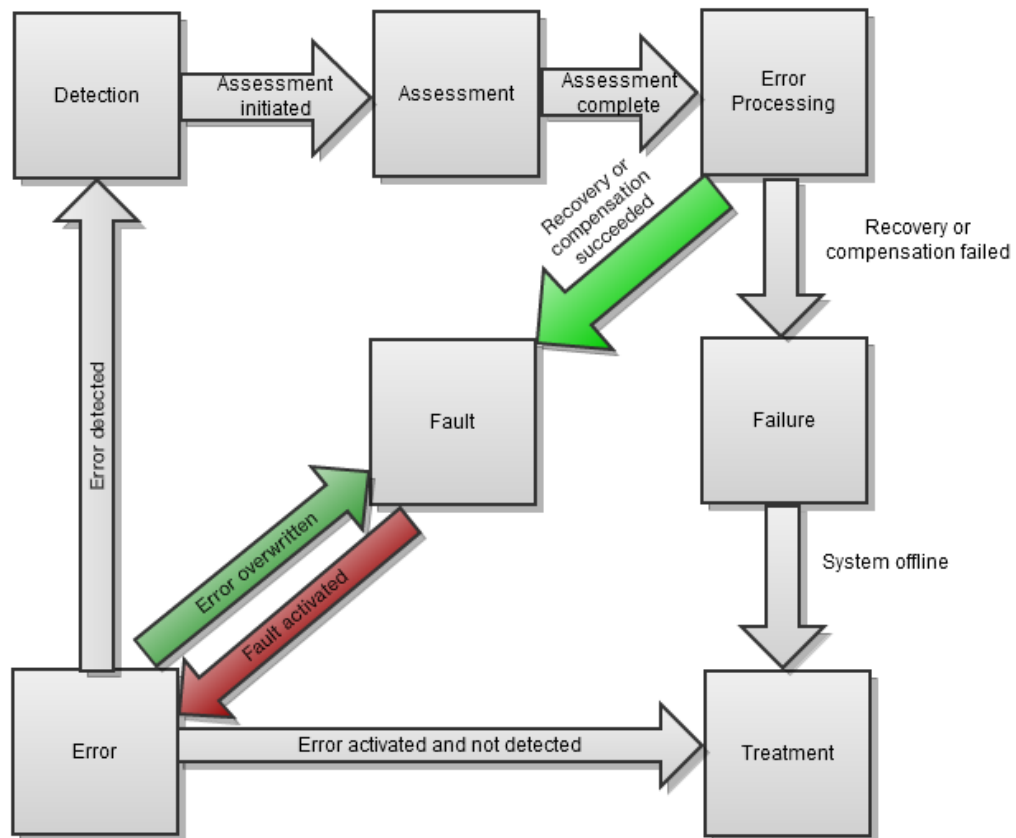 Detection
Assessment
initiated
Assessment
Assessment
complete
Error
Processing
Recovery or
compensation
succeeded
Recovery or
compensation failed
Error detected
Fault
Failure
Error overwritten
Fault activated
System offline
Error
Error activated and not detected
Treatment